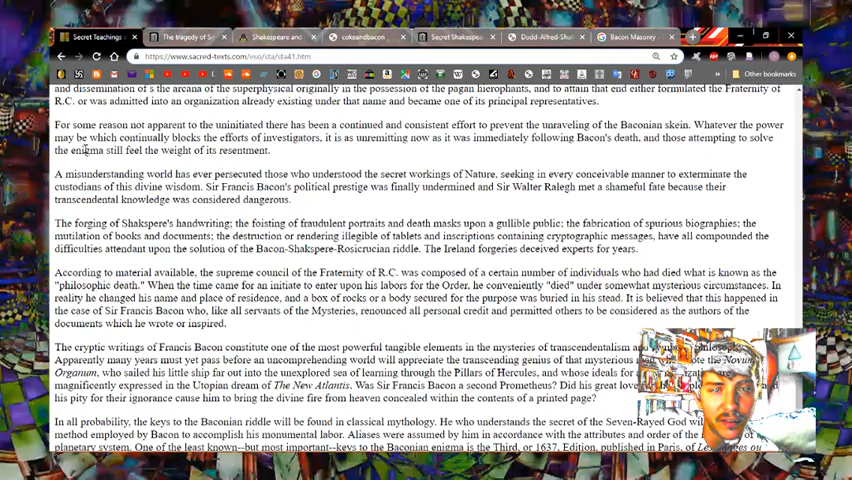 Secret Teachings
The tragedy of Si
Shakespeare and
cokeandbacon
Secret Shakespea
Dodd-Alfred-Shak
Bacon Masonry -
https://www.sacred-texts.com/eso/sta/sta41.htm
Other bookmarks
and dissemination of s the arcana of the superphysical originally in the possession of the pagan hierophants, and to attain that end either formulated the Fraternity of
R.C. or was admitted into an organization already existing under that name and became one of its principal representatives.
For some reason not apparent to the uninitiated there has been a continued and consistent effort to prevent the unraveling of the Baconian skein. Whatever the power
may be which continually blocks the efforts of investigators, it is as unremitting now as it was immediately following Bacon's death, and those attempting to solve
the enigma still feel the weight of its resentment.
A misunderstanding world has ever persecuted those who understood the secret workings of Nature, seeking in every conceivable manner to exterminate the
custodians of this divine wisdom. Sir Francis Bacon's political prestige was finally undermined and Sir Walter Ralegh met a shameful fate because their
transcendental knowledge was considered dangerous.
The forging of Shakspere's handwriting; the foisting of fraudulent portraits and death masks upon a gullible public; the fabrication of spurious biographies; the
mutilation of books and documents; the destruction or rendering illegible of tablets and inscriptions containing cryptographic messages, have all compounded the
difficulties attendant upon the solution of the Bacon-Shakspere-Rosicrucian riddle. The Ireland forgeries deceived experts for years.
According to material available, the supreme council of the Fraternity of R.C. was composed of a certain number of individuals who had died what is known as the
"philosophic death." When the time came for an initiate to enter upon his labors for the Order, he conveniently "died" under somewhat mysterious circumstances. In
reality he changed his name and place of residence, and a box of rocks or a body secured for the purpose was buried in his stead. It is believed that this happened in
the case of Sir Francis Bacon who, like all servants of the Mysteries, renounced all personal credit and permitted others to be considered as the authors of the
documents which he wrote or inspired.
The cryptic writings of Francis Bacon constitute one of the most powerful tangible elements in the mysteries of transcendentalism and
Apparently many years must yet pass before an uncomprehending world will appreciate the transcending genius of that mysterious man the Novum
Organum, who sailed his little ship far out into the unexplored sea of learning through the Pillars of Hercules, and whose ideals for a
magnificently expressed in the Utopian dream of The New Atlantis. Was Sir Francis Bacon a second Prometheus? Did his great love
his pity for their ignorance cause him to bring the divine fire from heaven concealed within the contents of a printed page?
In all probability, the keys to the Baconian riddle will be found in classical mythology. He who understands the secret of the Seven-Rayed God
method employed by Bacon to accomplish his monumental labor. Aliases were assumed by him in accordance with the attributes and order of the
planetary system. One of the least known--but most important--keys to the Baconian enigma is the Third, or 1637, Edition, published in Paris, of Les ou